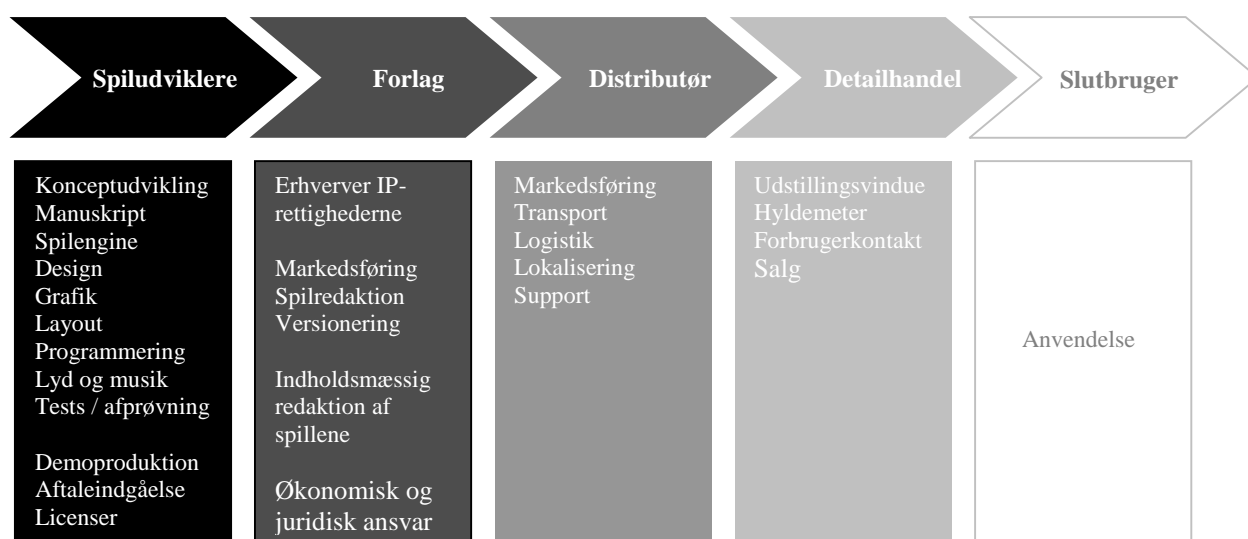 Spiludviklere
Forlag
Distributør
Detailhandel
Slutbruger
Konceptudvikling
Manuskript
Spilengine
Design
Grafik
Layout
Programmering
Lyd og musik
Tests / afprøvning
Demoproduktion
Aftaleindgåelse
Licenser
Erhverver IP-
rettighederne
Markedsføring
Spilredaktion
Versionering
Indholdsmæssig
redaktion af
spillene
Økonomisk og
juridisk ansvar
Markedsføring
Transport
Logistik
Lokalisering
Support
Udstillingsvindue
Hyldemeter
Forbrugerkontakt
Salg
Anvendelse